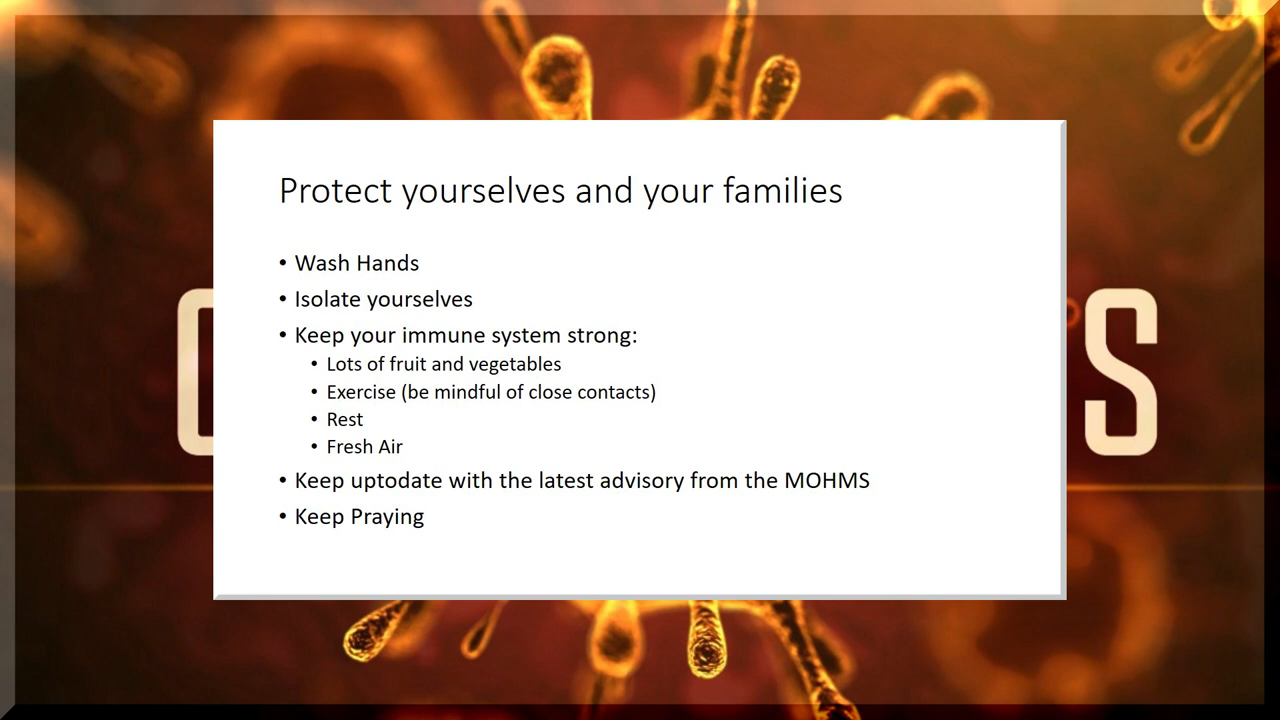 Protect yourselves and your families
• Wash Hands
• Isolate yourselves
• Keep your immune system strong:
• Lots of fruit and vegetables
• Exercise (be mindful of close contacts)
• Rest
• Fresh Air
• Keep uptodate with the latest advisory from the MOHMS
• Keep Praying